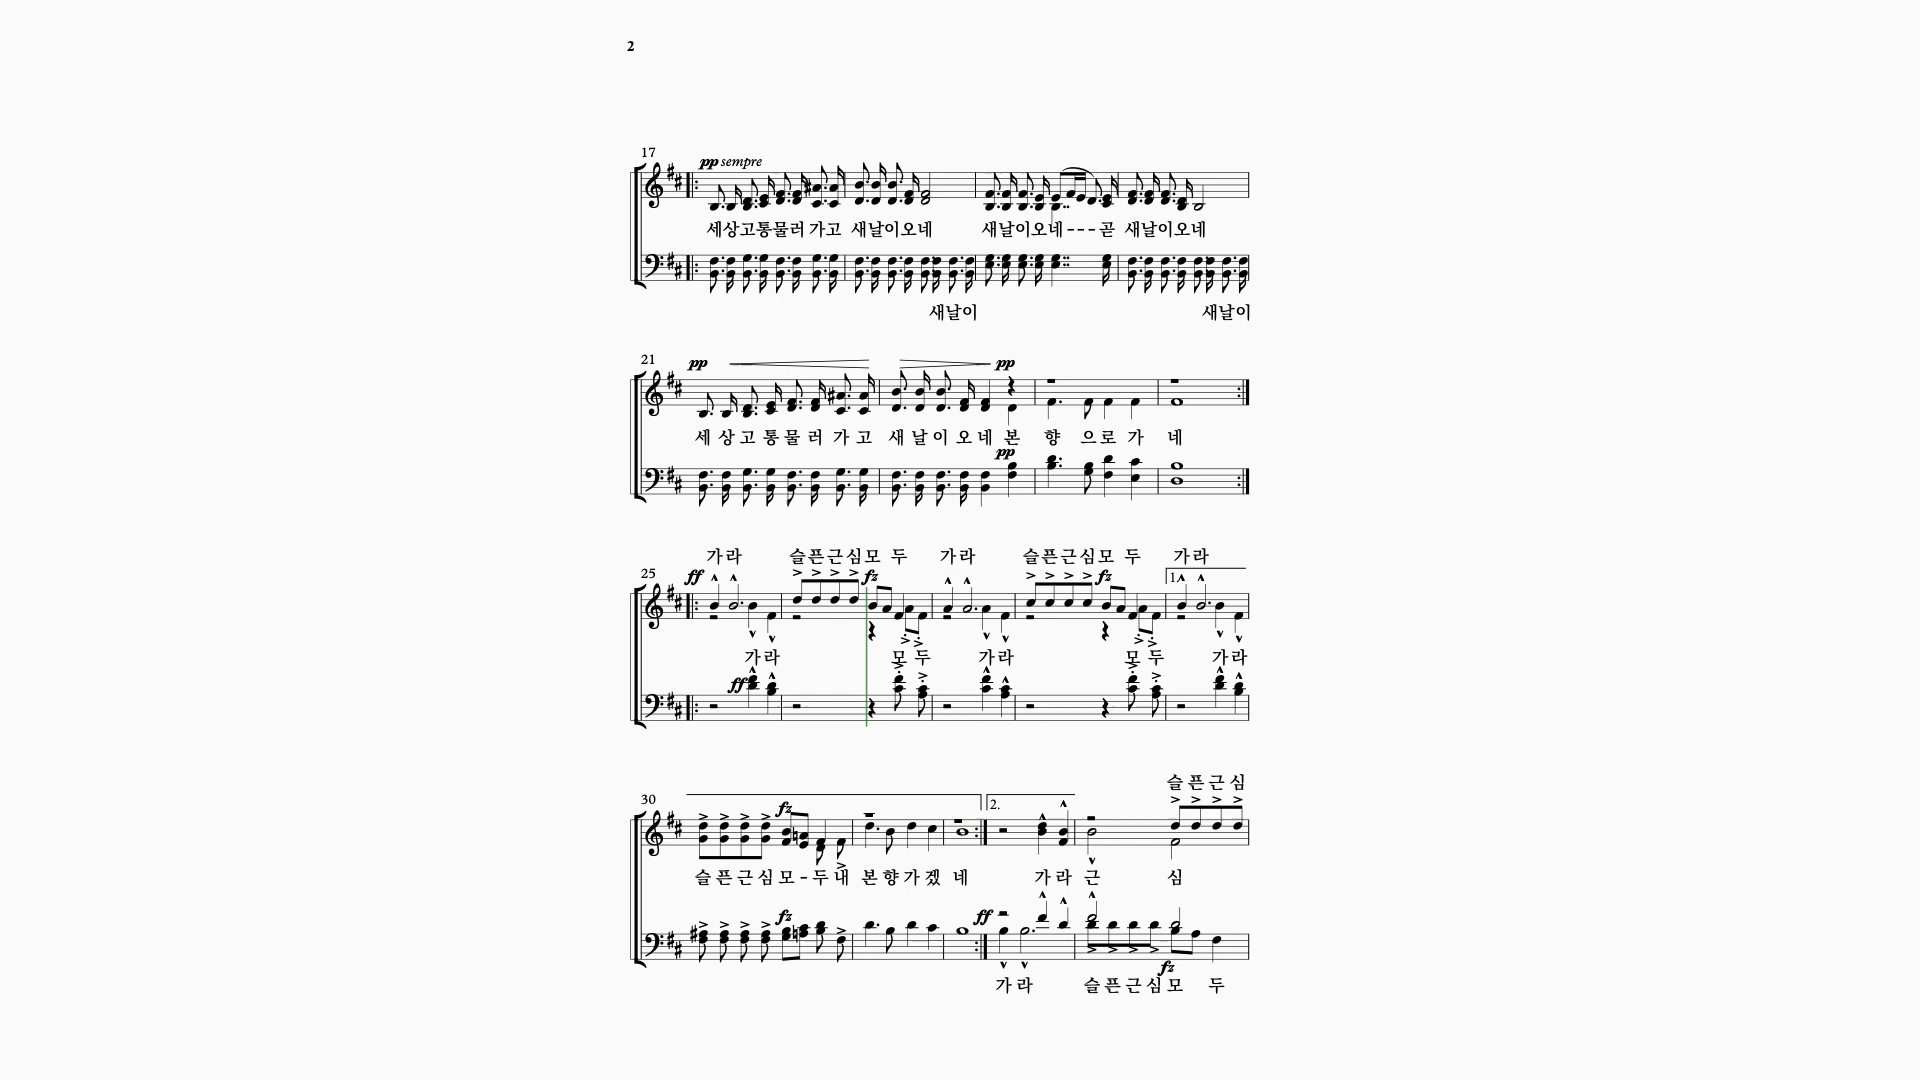 2
17
pp sempre
세상고통물러 가고 새날이오네 새날이오네---곧 새날이오네
새날이 새날이
21
pp pp
세 상 고 통 물 러 가 고 새 날 이 오 네 본 향 으로 가 네
pp
가라 슬픈근심모 두 가라 슬픈근심모 두 가라
25 ff fz fz 1.
가라 모 두 가라 모 두 가라
ff
슬 픈 근 심
30 fz 2.
슬 픈 근 심 모 - 두 내 본 향 가 겠 네 가 라 근 심
fz ff
fz
가 라 슬 픈 근 심 모 두